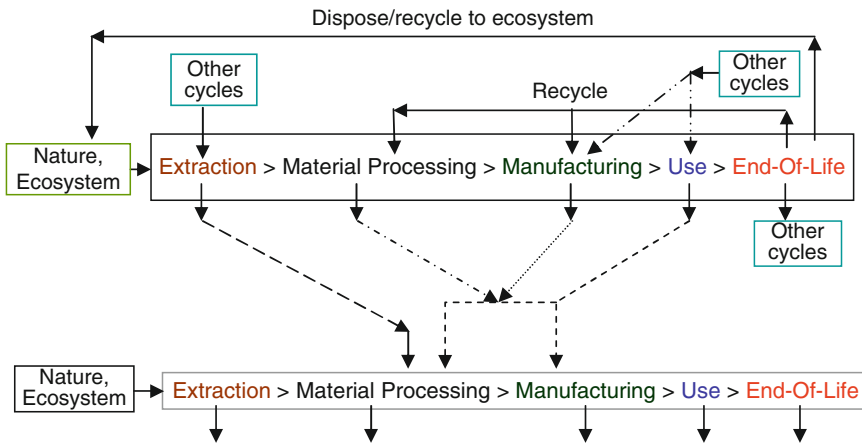 Dispose/recycle to ecosystem
Other
cycles
Other
cycles
Recycle
Nature,
Ecosystem
Extraction > Material Processing > Manufacturing > Use > End-Of-Life
Other
cycles
Nature,
Ecosystem
Extraction > Material Processing > Manufacturing > Use > End-Of-Life